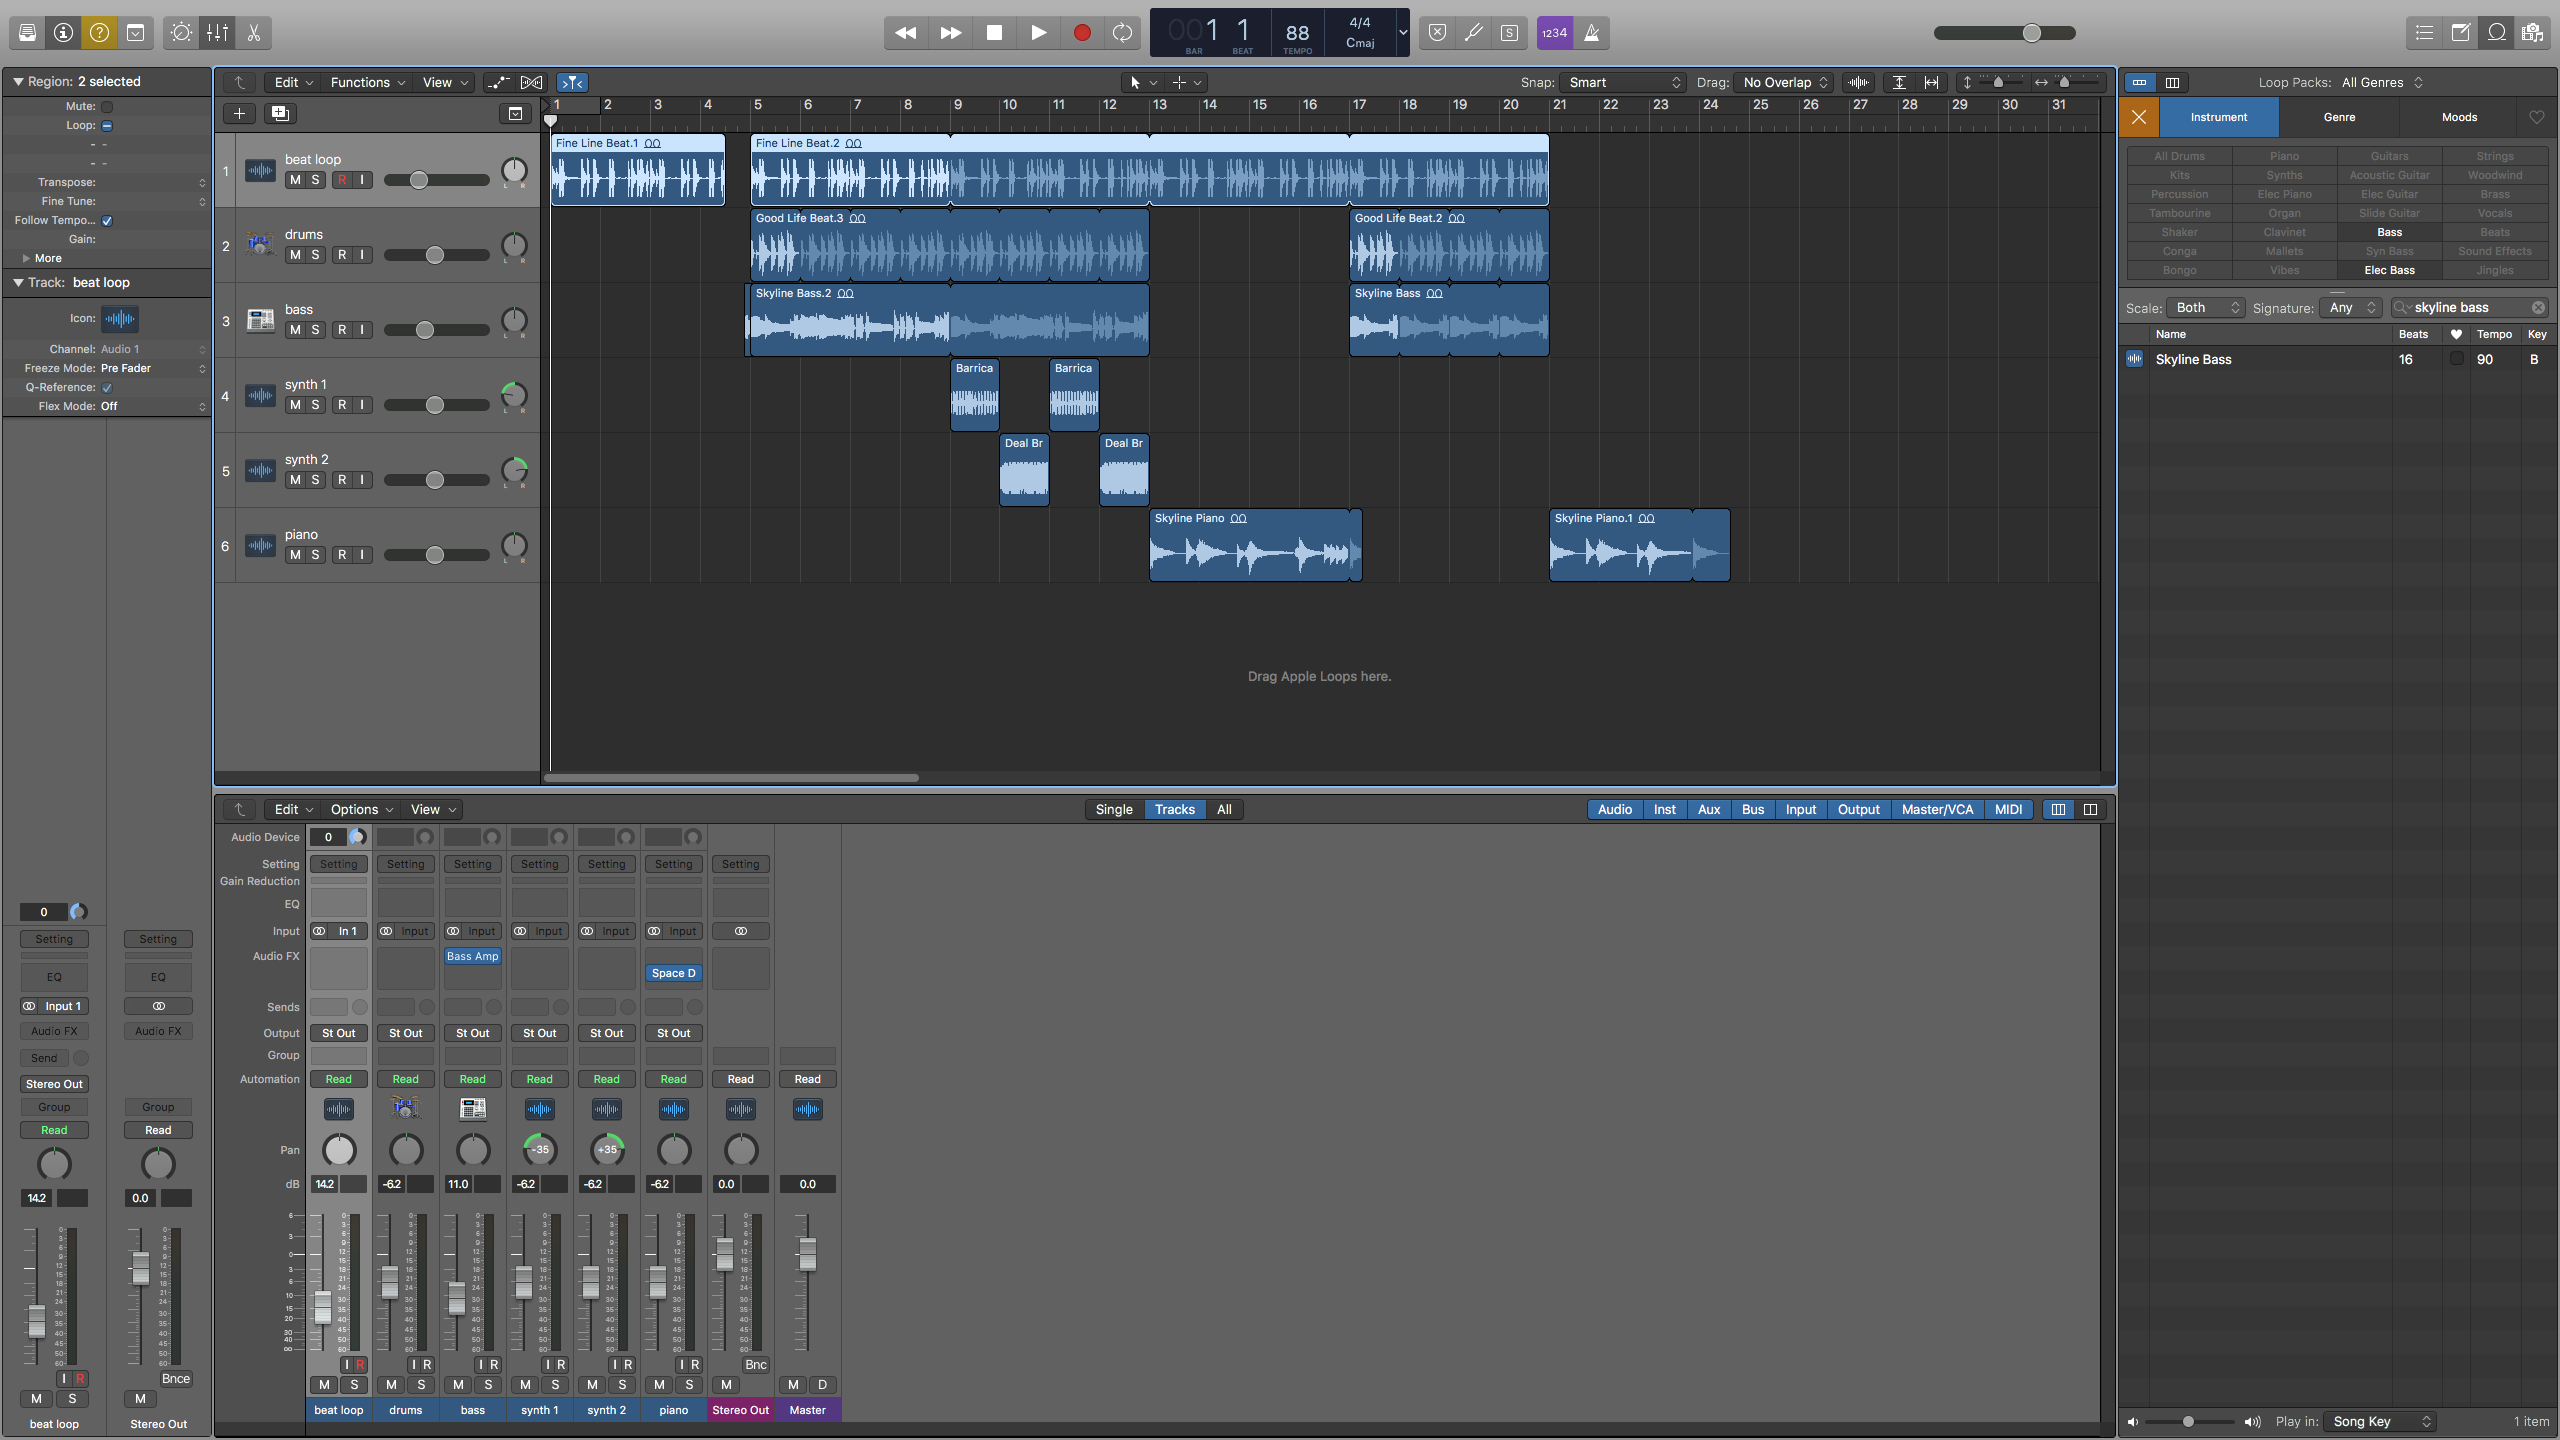 001 1 88 4/4
BAR BEAT TEMPO Cmaj
S 1234
Region: 2 selected
Mute:
Loop:
- -
- -
Transpose:
Fine Tune:
Follow Tempo...
Gain:
More
Track: beat loop
Icon:
Channel: Audio 1
Freeze Mode: Pre Fader
Q-Reference:
Flex Mode: Off
0
Setting Setting
EQ EQ
Input 1
Audio FX Audio FX
Send
Stereo Out
Group Group
Read Read
14.2 0.0
I R Bnce
M S M
beat loop Stereo Out
Edit Functions View
Snap: Smart Drag: No Overlap
1 2 3 4 5 6 7 8 9 10 11 12 13 14 15 16 17 18 19 20 21 22 23 24 25 26 27 28 29 30 31
1 beat loop
M S R I L R
Fine Line Beat.1 Fine Line Beat.2
2 drums
M S R I L R
Good Life Beat.3 Good Life Beat.2
3 bass
M S R I L R
Skyline Bass.2 Skyline Bass
4 synth 1
M S R I L R
Barrica Barrica
5 synth 2
M S R I L R
Deal Br Deal Br
6 piano
M S R I L R
Skyline Piano Skyline Piano.1
Drag Apple Loops here.
Edit Options View Single Tracks All Audio Inst Aux Bus Input Output Master/VCA MIDI
Audio Device 0
Setting Setting Setting Setting Setting Setting Setting Setting
Gain Reduction
EQ
Input In 1 Input Input Input Input Input
Audio FX Bass Amp
Space D
Sends
Output St Out St Out St Out St Out St Out St Out
Group
Automation Read Read Read Read Read Read Read Read
Pan -35 +35
dB 14.2 -6.2 11.0 -6.2 -6.2 -6.2 0.0 0.0
I R I R I R I R I R I R Bnc
M S M S M S M S M S M S M M D
beat loop drums bass synth 1 synth 2 piano Stereo Out Master
Loop Packs: All Genres
Instrument Genre Moods
All Drums Piano Guitars Strings
Kits Synths Acoustic Guitar Woodwind
Percussion Elec Piano Elec Guitar Brass
Tambourine Organ Slide Guitar Vocals
Shaker Clavinet Bass Beats
Conga Mallets Syn Bass Sound Effects
Bongo Vibes Elec Bass Jingles
Scale: Both Signature: Any skyline bass
Name Beats Tempo Key
Skyline Bass 16 90 B
Play in: Song Key 1 item